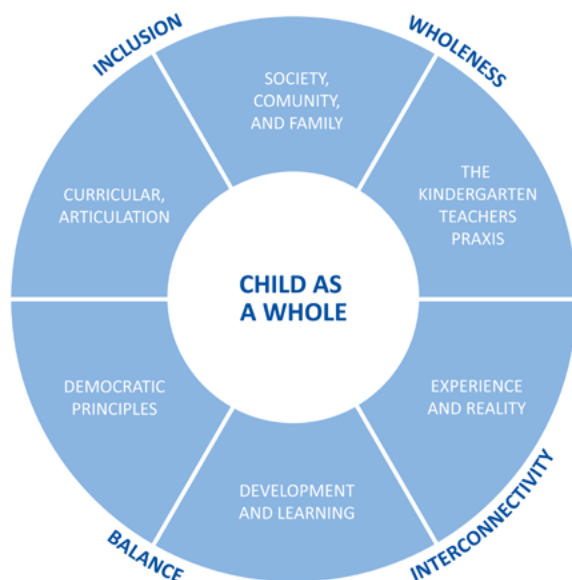 INCLUSION
WHOLENESS
SOCIETY,
COMUNITY,
AND FAMILY
CURRICULAR,
ARTICULATION
THE
KINDERGARTEN
TEACHERS
PRAXIS
CHILD AS
A WHOLE
DEMOCRATIC
PRINCIPLES
EXPERIENCE
AND REALITY
DEVELOPMENT
AND LEARNING
BALANCE
INTERCONNECTIVITY